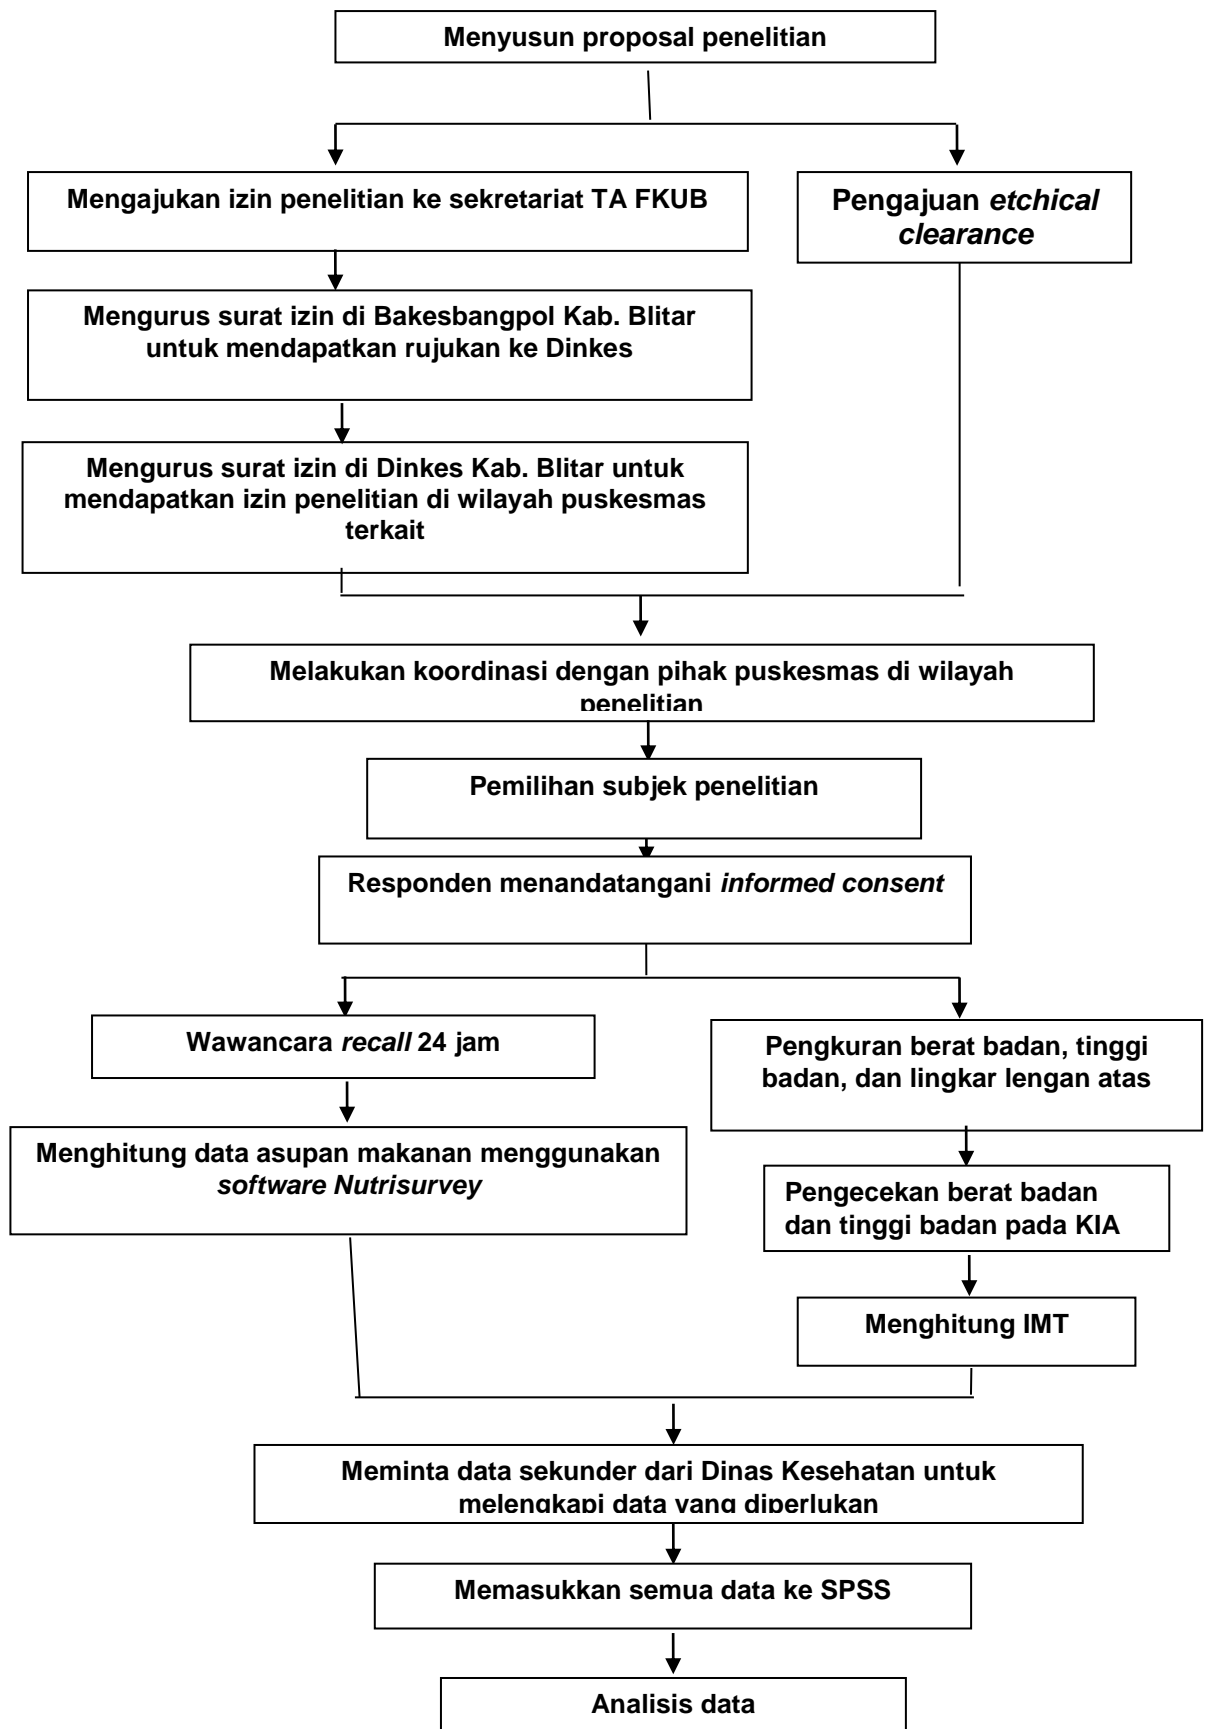 Menyusun proposal penelitian
Mengajukan izin penelitian ke sekretariat TA FKUB
Pengajuan etchical
clearance
Mengurus surat izin di Bakesbangpol Kab. Blitar
untuk mendapatkan rujukan ke Dinkes
Mengurus surat izin di Dinkes Kab. Blitar untuk
mendapatkan izin penelitian di wilayah puskesmas
terkait
Melakukan koordinasi dengan pihak puskesmas di wilayah
penelitian
Pemilihan subjek penelitian
Responden menandatangani informed consent
Wawancara recall 24 jam
Pengkuran berat badan, tinggi
badan, dan lingkar lengan atas
Menghitung data asupan makanan menggunakan
software Nutrisurvey
Pengecekan berat badan
dan tinggi badan pada KIA
Menghitung IMT
Meminta data sekunder dari Dinas Kesehatan untuk
melengkapi data yang diperlukan
Memasukkan semua data ke SPSS
Analisis data